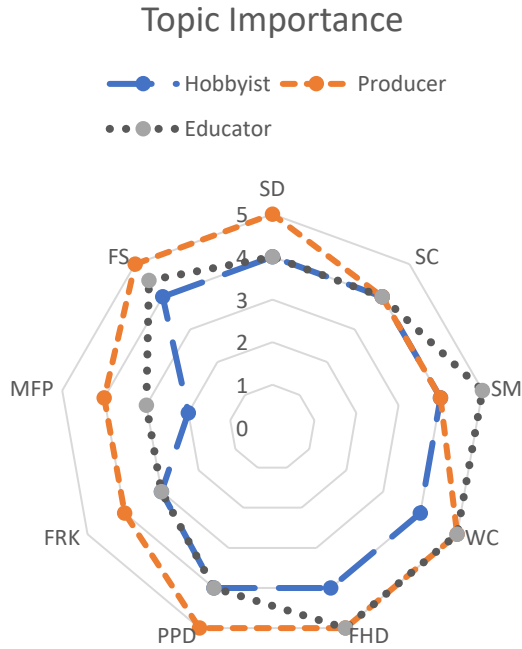 Topic Importance
Hobbyist Producer
Educator
SD
5
FS
SC
4
3
2
MFP
SM
1
0
FRK
WC
PPD
FHD